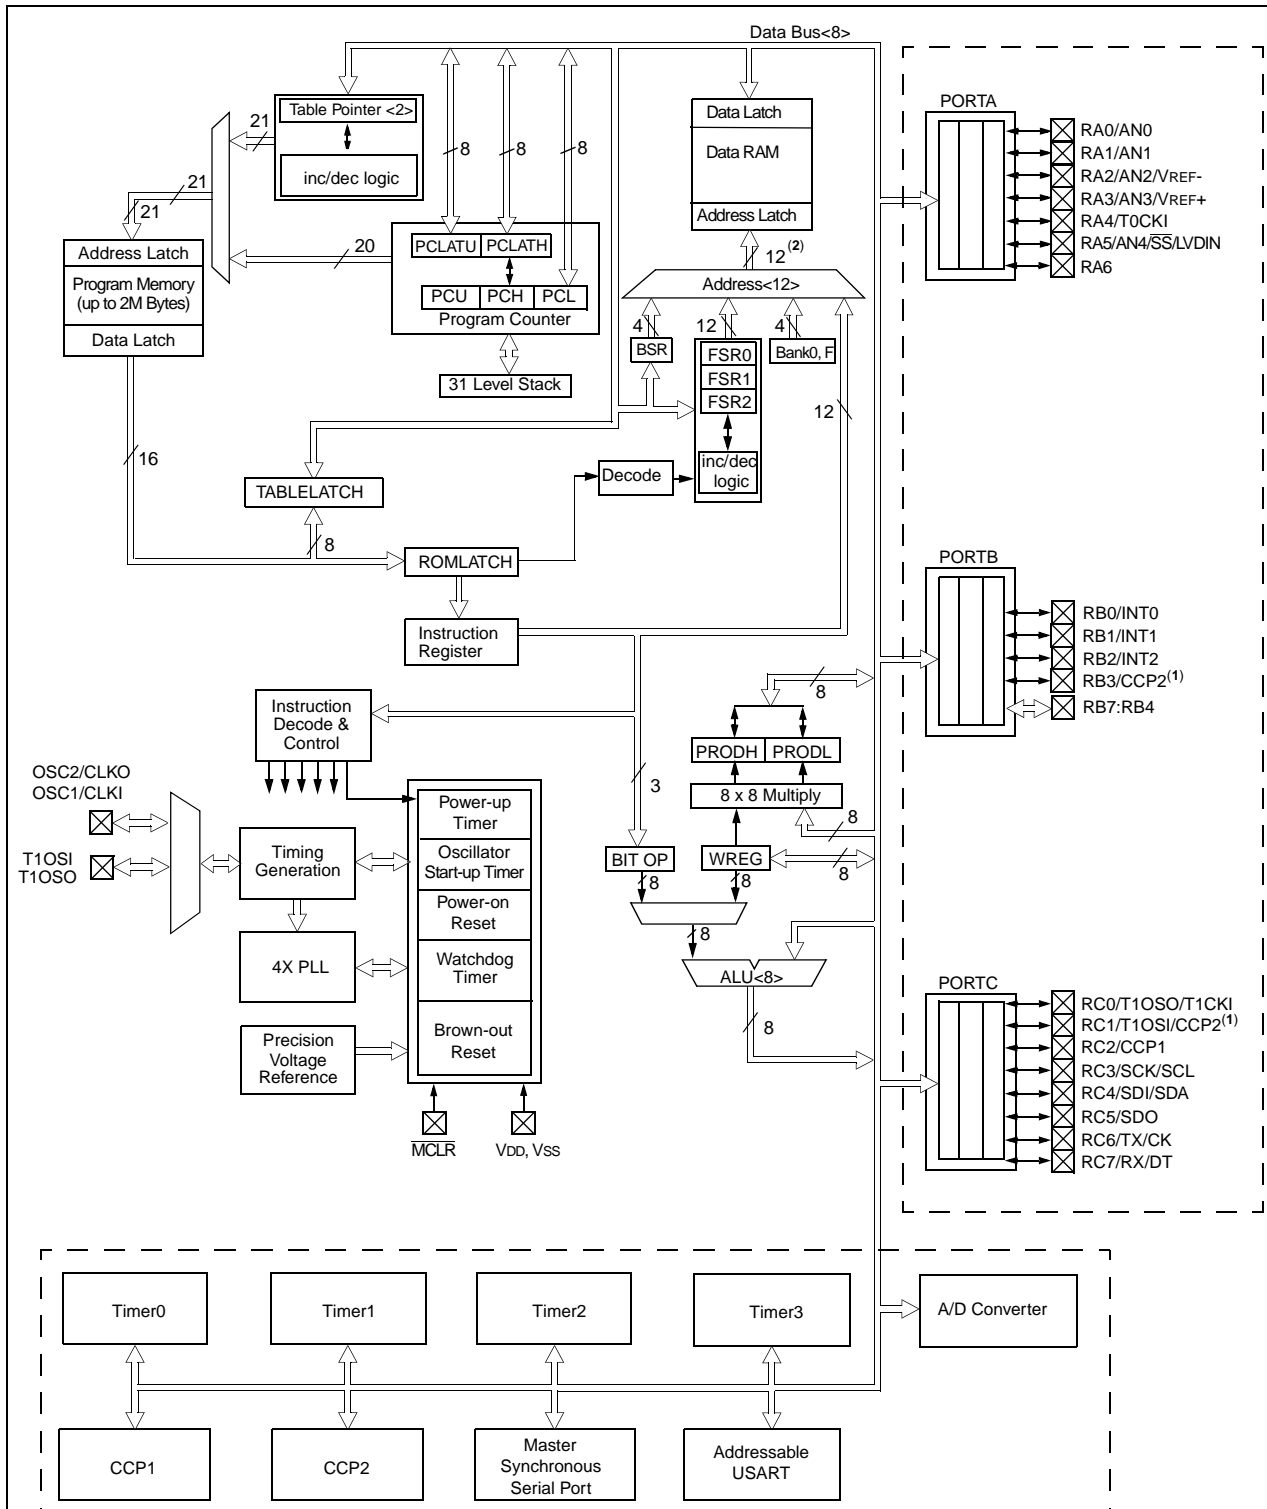 Data Bus<8>
Table Pointer <2>
inc/dec logic
21
21
21
20
8
8
8
Address Latch
Program Memory
(up to 2M Bytes)
Data Latch
PCLATU
PCLATH
PCU
PCH
PCL
Program Counter
31 Level Stack
Data Latch
Data RAM
Address Latch
12(2)
Address<12>
4
12
4
BSR
FSR0
FSR1
FSR2
inc/dec
logic
Bank0, F
12
16
TABLELATCH
8
Decode
ROMLATCH
Instruction
Register
Instruction
Decode &
Control
OSC2/CLKO
OSC1/CLKI
T1OSI
T1OSO
Timing
Generation
4X PLL
Precision
Voltage
Reference
Power-up
Timer
Oscillator
Start-up Timer
Power-on
Reset
Watchdog
Timer
Brown-out
Reset
MCLR
VDD, VSS
3
8
PRODH
PRODL
8 x 8 Multiply
8
BIT OP
WREG
8
8
8
8
ALU<8>
8
PORTA
RA0/AN0
RA1/AN1
RA2/AN2/VREF-
RA3/AN3/VREF+
RA4/T0CKI
RA5/AN4/SS/LVDIN
RA6
PORTB
RB0/INT0
RB1/INT1
RB2/INT2
RB3/CCP2(1)
RB7:RB4
PORTC
RC0/T1OSO/T1CKI
RC1/T1OSI/CCP2(1)
RC2/CCP1
RC3/SCK/SCL
RC4/SDI/SDA
RC5/SDO
RC6/TX/CK
RC7/RX/DT
Timer0
Timer1
Timer2
Timer3
A/D Converter
CCP1
CCP2
Master
Synchronous
Serial Port
Addressable
USART